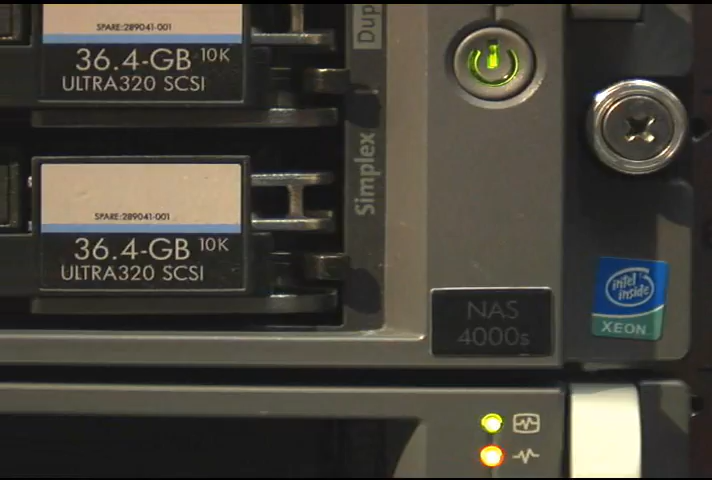 SPARE:289041-001
36.4-GB 10K
ULTRA320 SCSI
Dup
SPARE:289041-001
36.4-GB 10K
ULTRA320 SCSI
Simplex
NAS
4000s
intel
inside
XEON